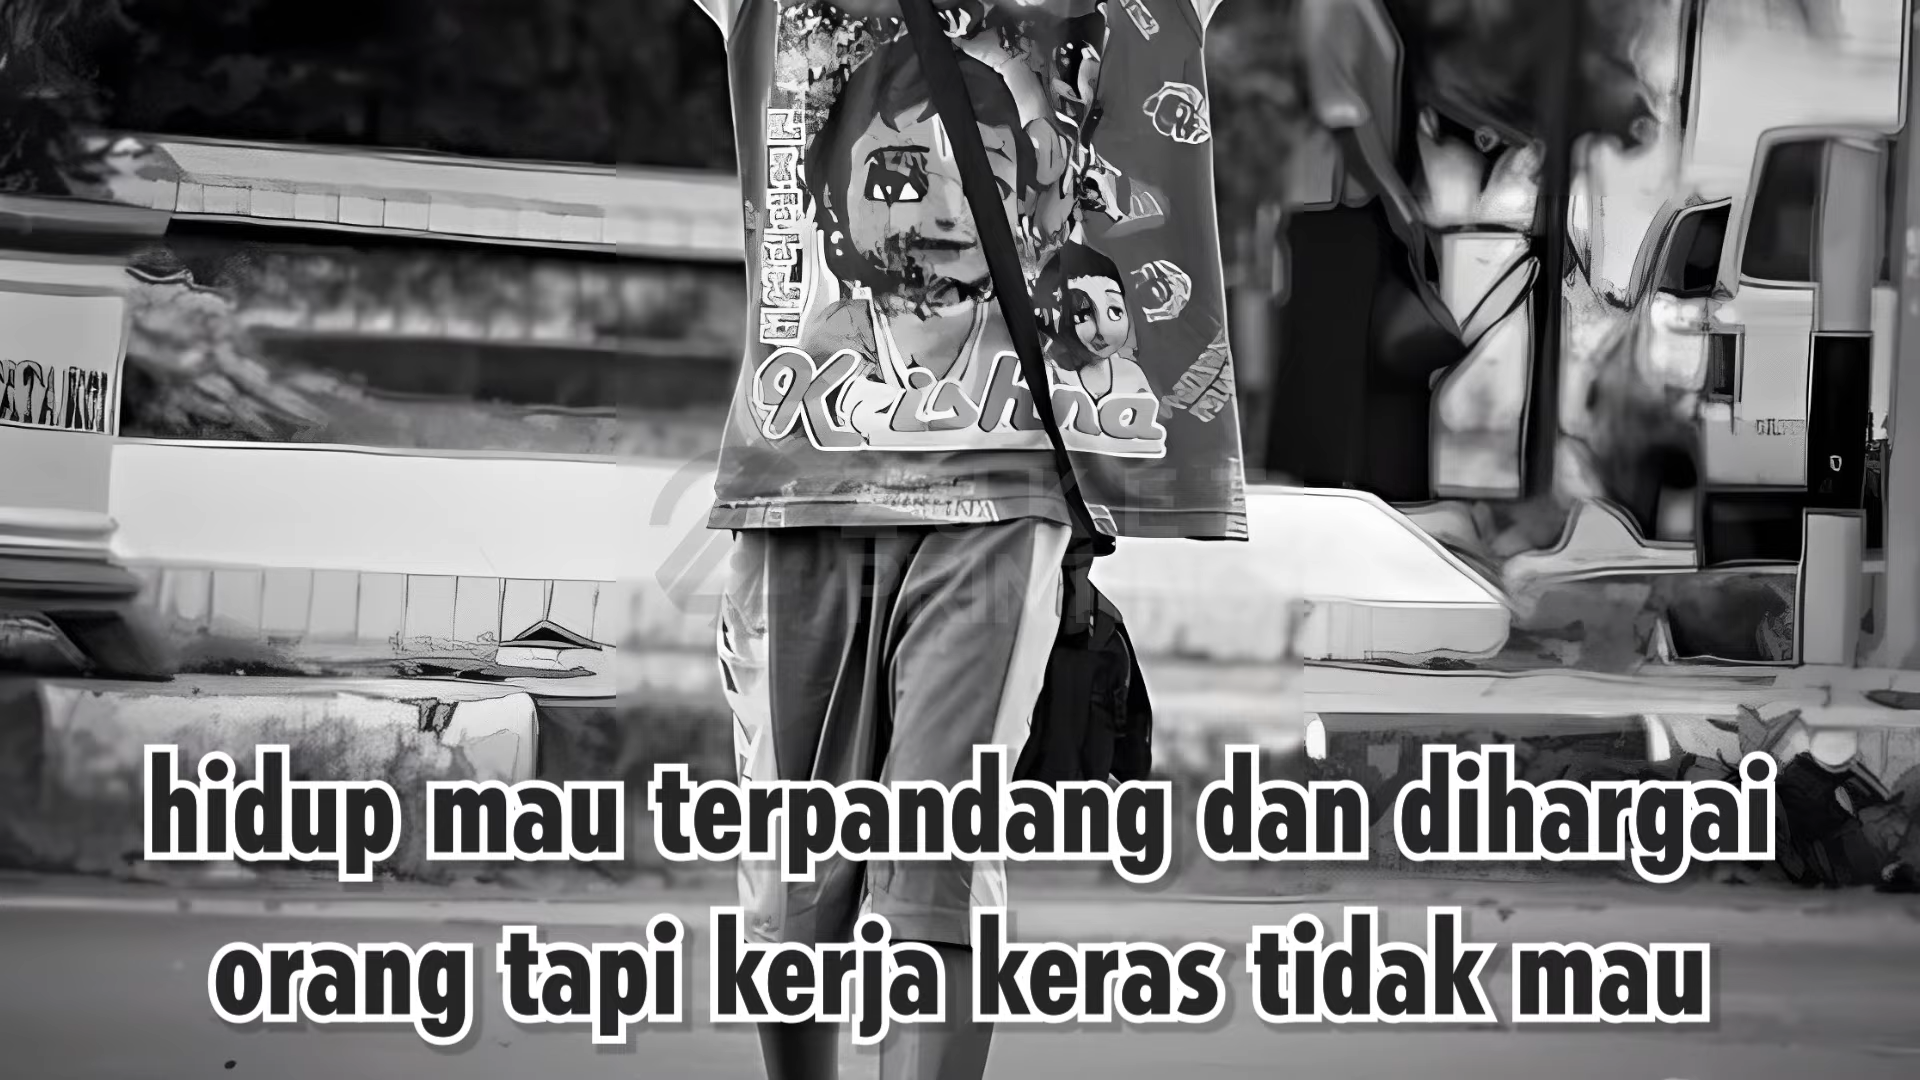 Krishna
hidup mau terpandang dan dihargai
orang tapi kerja keras tidak mau